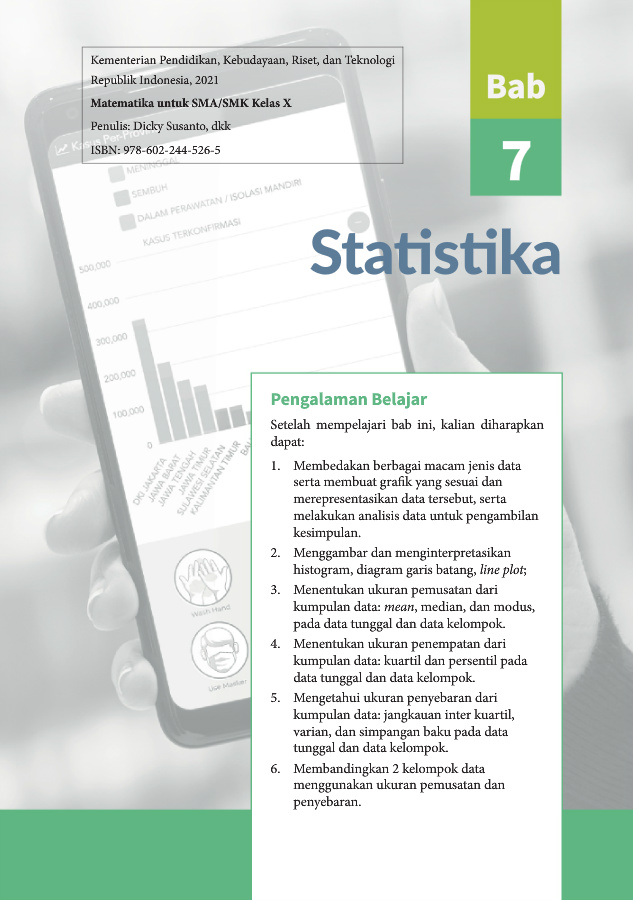 Kementerian Pendidikan, Kebudayaan, Riset, dan Teknologi
Republik Indonesia, 2021
Matematika untuk SMA/SMK Kelas X
Penulis: Dicky Susanto, dkk
ISBN: 978-602-244-526-5
Bab
7
Kasus Per-Provinsi
MENINGGAL
SEMBUH
DALAM PERAWATAN / ISOLASI MANDIRI
KASUS TERKONFIRMASI
Statistika
500,000
400,000
300,000
200,000
100,000
0
DKI JAKARTA
JAWA BARAT
JAWA TENGAH
JAWA TIMUR
SULAWESI SELATAN
KALIMANTAN TIMUR
Wash Hand
Use Masker
Pengalaman Belajar
Setelah mempelajari bab ini, kalian diharapkan
dapat:
1. Membedakan berbagai macam jenis data
serta membuat grafik yang sesuai dan
merepresentasikan data tersebut, serta
melakukan analisis data untuk pengambilan
kesimpulan.
2. Menggambar dan menginterpretasikan
histogram, diagram garis batang, line plot;
3. Menentukan ukuran pemusatan dari
kumpulan data: mean, median, dan modus,
pada data tunggal dan data kelompok.
4. Menentukan ukuran penempatan dari
kumpulan data: kuartil dan persentil pada
data tunggal dan data kelompok.
5. Mengetahui ukuran penyebaran dari
kumpulan data: jangkauan inter kuartil,
varian, dan simpangan baku pada data
tunggal dan data kelompok.
6. Membandingkan 2 kelompok data
menggunakan ukuran pemusatan dan
penyebaran.